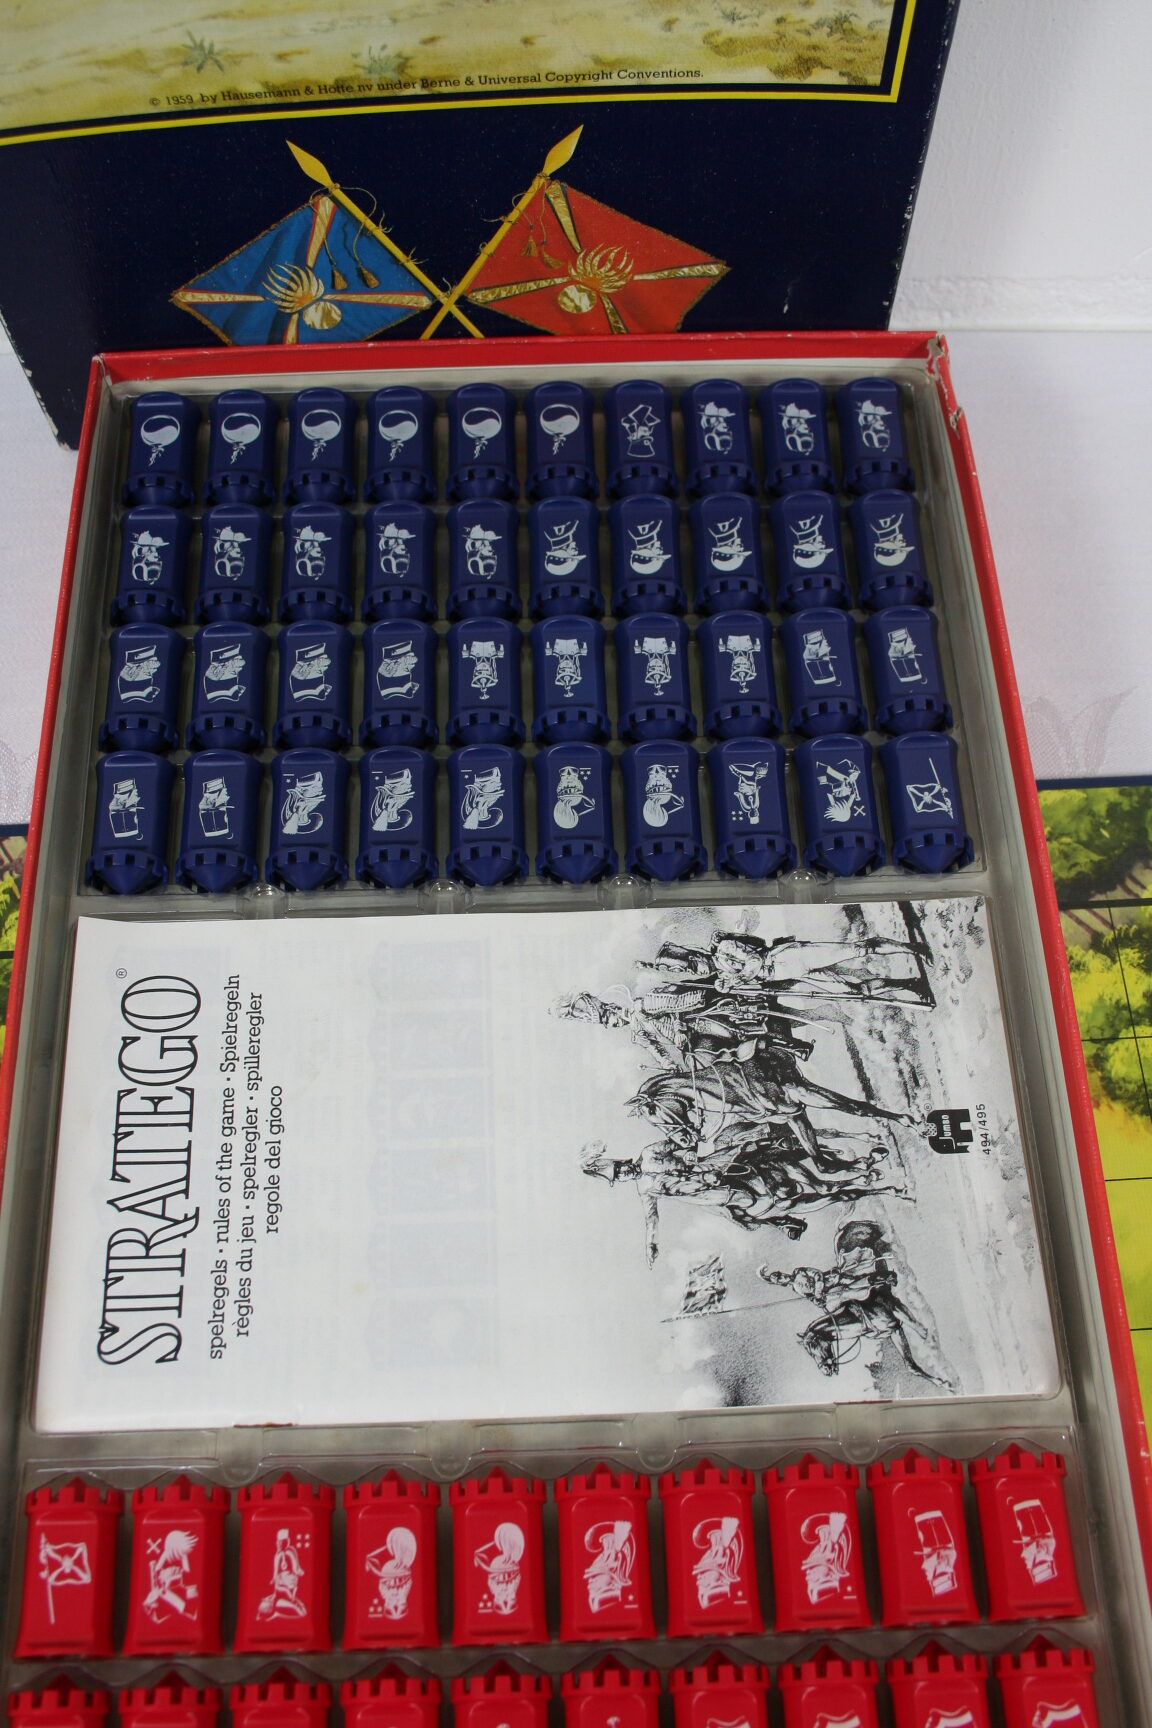 © 1959 by Hausemann & Hötte nv under Berne & Universal Copyright Conventions.
STRATEGO®
spelregels · rules of the game · Spielregeln
règles du jeu · spelregler · spilleregler
regole del gioco
Jumbo®
494/495